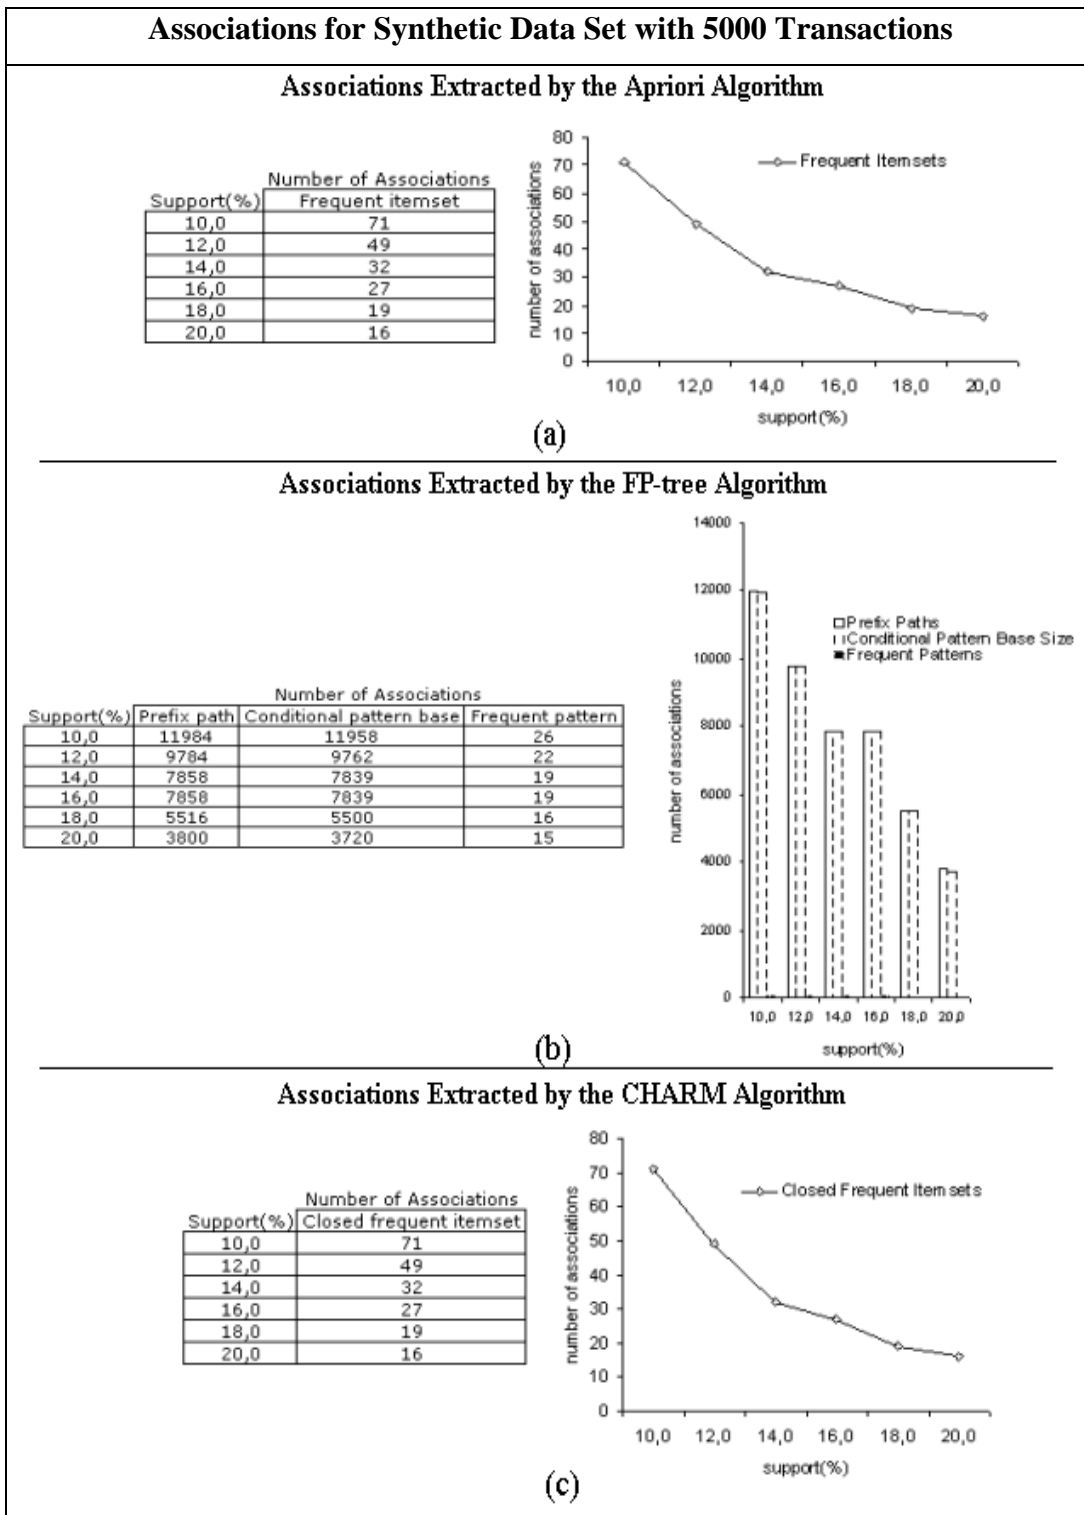 Associations for Synthetic Data Set with 5000 Transactions
Associations Extracted by the Apriori Algorithm
Number of Associations
Support(%) Frequent itemset
10,0 71
12,0 49
14,0 32
16,0 27
18,0 19
20,0 16
80
70
60
50
40
30
20
10
0
number of associations
Frequent Itemsets
10,0 12,0 14,0 16,0 18,0 20,0
support(%)
(a)
Associations Extracted by the FP-tree Algorithm
Number of Associations
Support(%) Prefix path Conditional pattern base Frequent pattern
10,0 11984 11958 26
12,0 9784 9762 22
14,0 7858 7839 19
16,0 7858 7839 19
18,0 5516 5500 16
20,0 3800 3720 15
14000
12000
10000
8000
6000
4000
2000
0
number of associations
Prefix Paths
Conditional Pattern Base Size
Frequent Patterns
10,0 12,0 14,0 16,0 18,0 20,0
support(%)
(b)
Associations Extracted by the CHARM Algorithm
Number of Associations
Support(%) Closed frequent itemset
10,0 71
12,0 49
14,0 32
16,0 27
18,0 19
20,0 16
80
70
60
50
40
30
20
10
0
number of associations
Closed Frequent Itemsets
10,0 12,0 14,0 16,0 18,0 20,0
support(%)
(c)